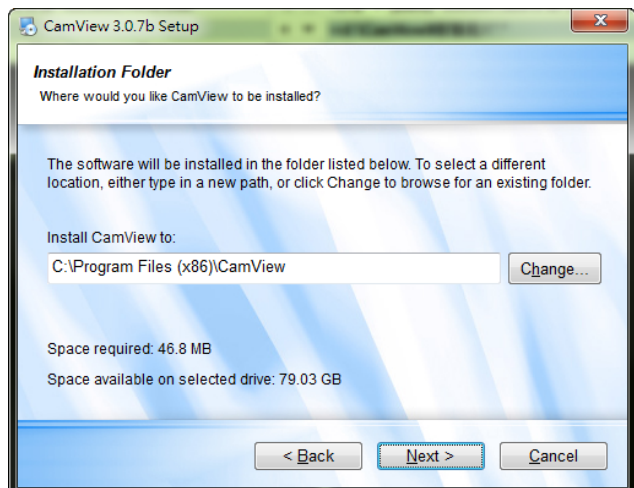 CamView 3.0.7b Setup
Installation Folder
Where would you like CamView to be installed?
The software will be installed in the folder listed below. To select a different
location, either type in a new path, or click Change to browse for an existing folder.
Install CamView to:
C:\Program Files (x86)\CamView
Change...
Space required: 46.8 MB
Space available on selected drive: 79.03 GB
< Back
Next >
Cancel